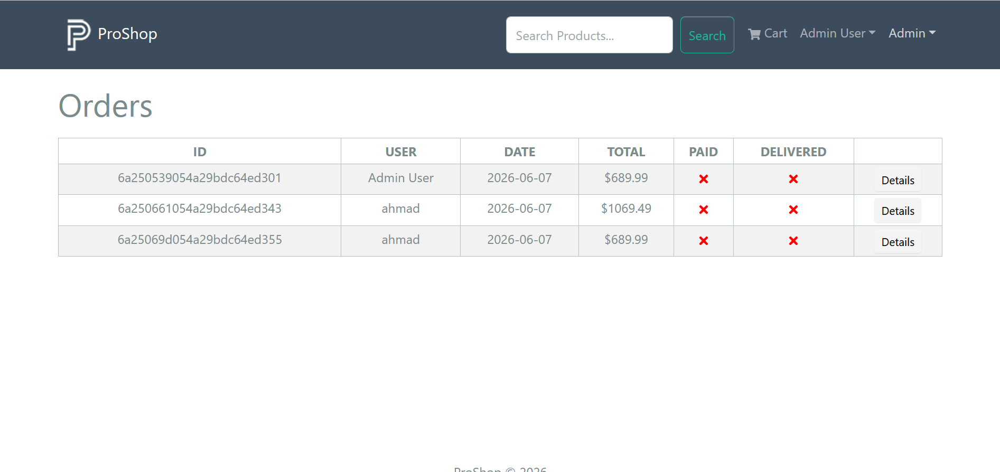 ProShop Search Products... Search Cart Admin User Admin
Orders
ID USER DATE TOTAL PAID DELIVERED
6a250539054a29bdc64ed301 Admin User 2026-06-07 $689.99 Details
6a250661054a29bdc64ed343 ahmad 2026-06-07 $1069.49 Details
6a25069d054a29bdc64ed355 ahmad 2026-06-07 $689.99 Details
ProShop © 2026